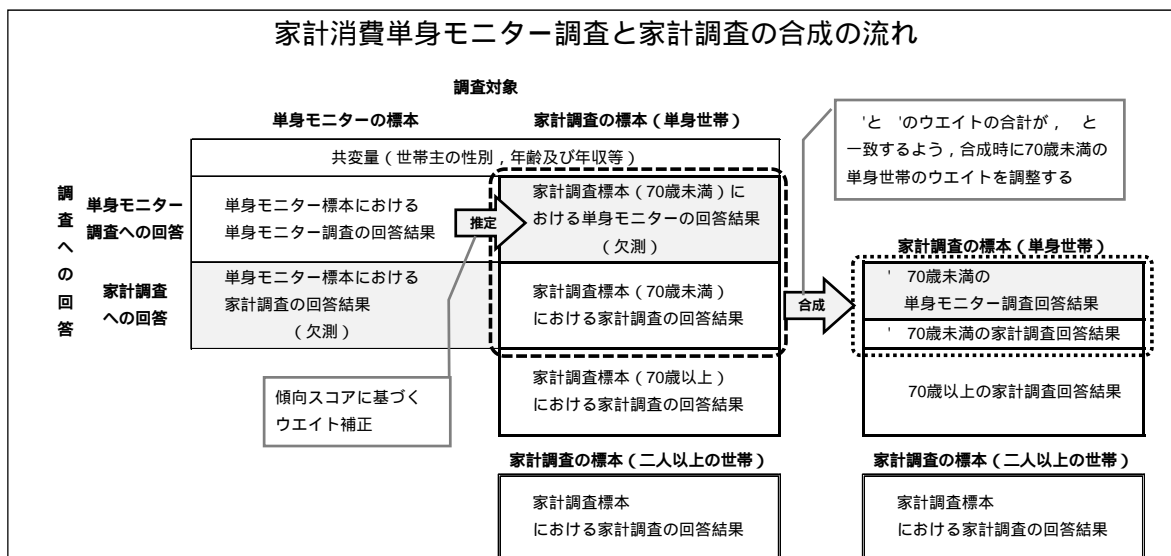 家計消費単身モニター調査と家計調査の合成の流れ
調査対象
単身モニターの標本
家計調査の標本（単身世帯）
共変量（世帯主の性別，年齢及び年収等）
'と　'のウエイトの合計が，　と
一致するよう，合成時に70歳未満の
単身世帯のウエイトを調整する
調査への回答
単身モニター
調査への回答
単身モニター標本における
単身モニター調査の回答結果
推定
家計調査標本（70歳未満）に
おける単身モニターの回答結果
（欠測）
家計調査
への回答
単身モニター標本における
家計調査の回答結果
（欠測）
家計調査標本（70歳未満）
における家計調査の回答結果
合成
家計調査の標本（単身世帯）
'　70歳未満の
単身モニター調査回答結果
'　70歳未満の家計調査回答結果
70歳以上の家計調査回答結果
傾向スコアに基づく
ウエイト補正
家計調査標本（70歳以上）
における家計調査の回答結果
家計調査の標本（二人以上の世帯）
家計調査標本
における家計調査の回答結果
家計調査の標本（二人以上の世帯）
家計調査標本
における家計調査の回答結果